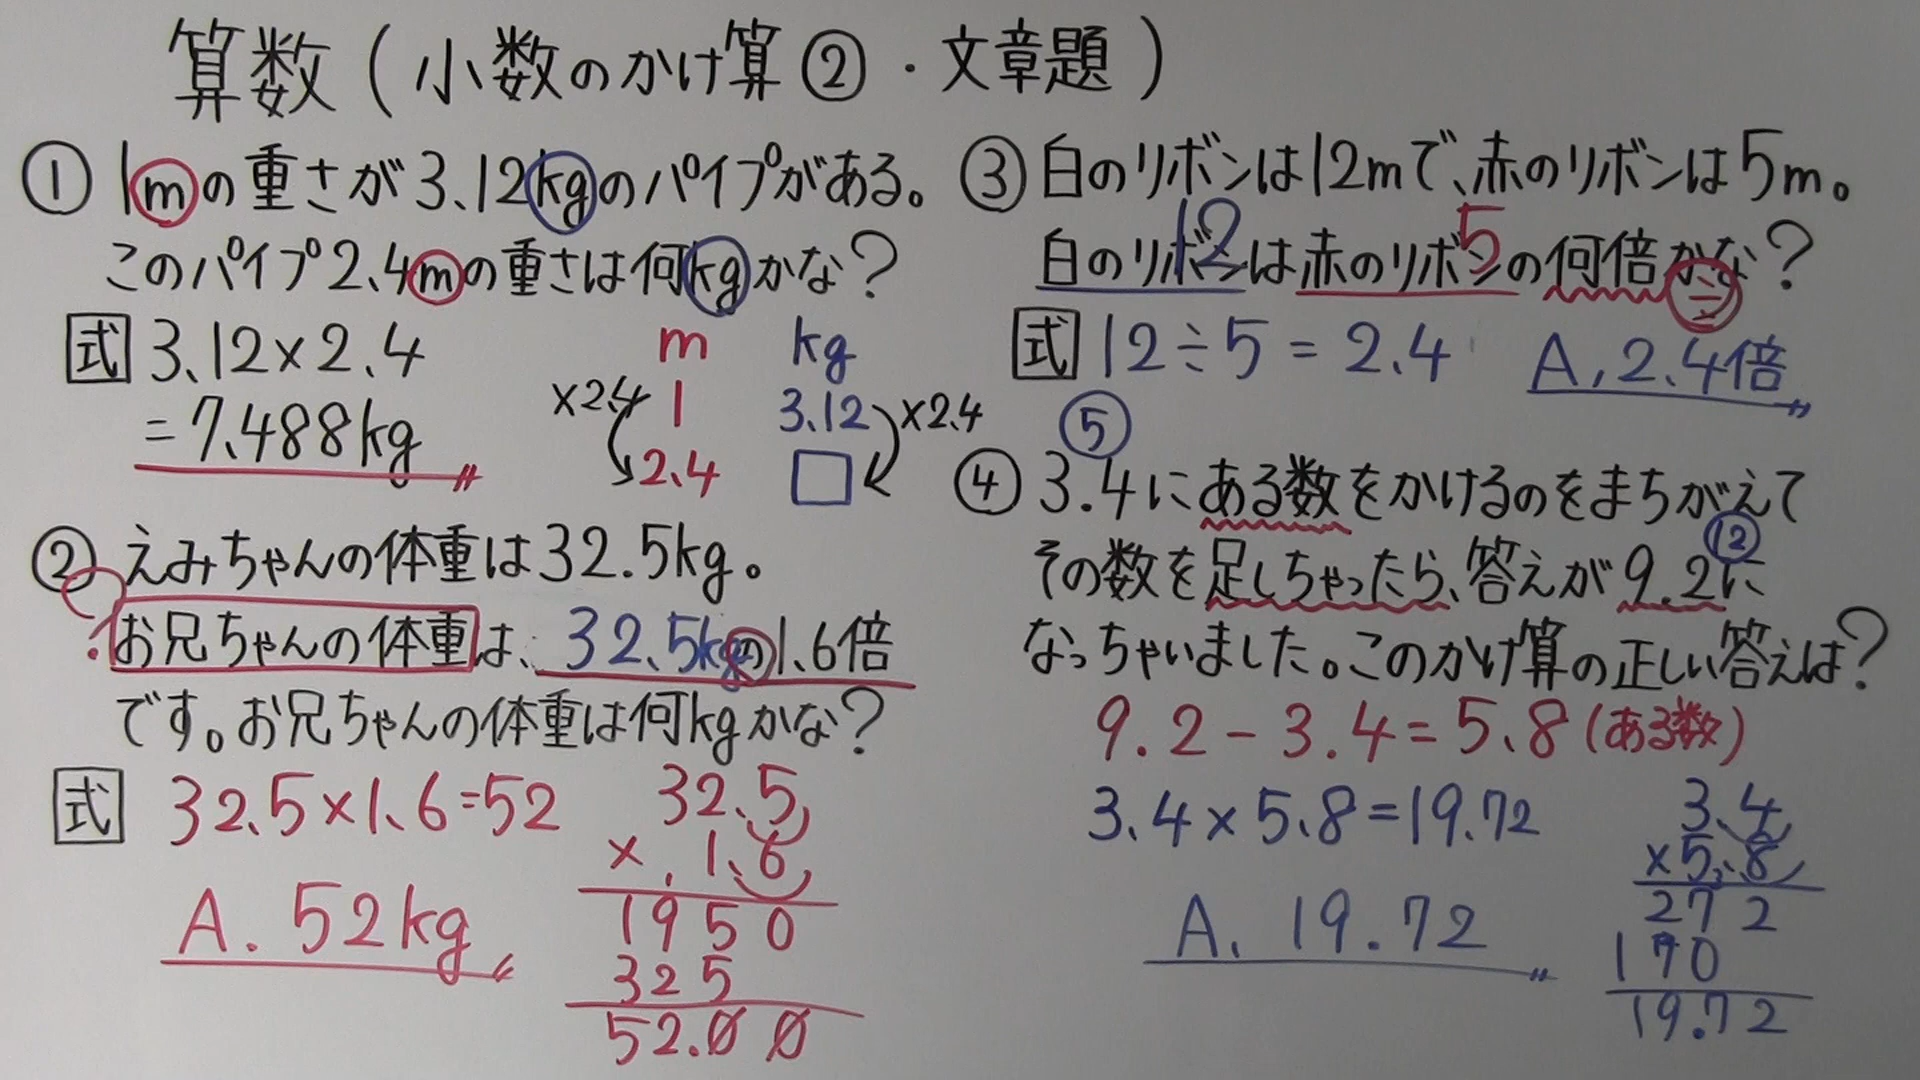 算数(小数のかけ算②・文章題)
① 1mの重さが3.12kgのパイプがある。
このパイプ2.4mの重さは何kgかな?
式 3.12×2.4
=7.488kg
m kg
×2.4 1 3.12 ×2.4
2.4 □
② えみちゃんの体重は32.5kg。
?
お兄ちゃんの体重は、32.5kgの1.6倍
です。お兄ちゃんの体重は何kgかな?
式 32.5×1.6=52
A. 52kg
32.5
×.1.6
1950
325
52.00
③ 白のリボンは12mで、赤のリボンは5m。
12 5
白のリボンは赤のリボンの何倍かな?
÷
式 12÷5=2.4 A.2.4倍
⑤
④ 3.4にある数をかけるのをまちがえて
⑫
その数を足しちゃったら、答えが9.2に
なっちゃいました。このかけ算の正しい答えは?
9.2-3.4=5.8(ある数)
3.4×5.8=19.72
A. 19.72
3.4
×5.8
272
170
19.72